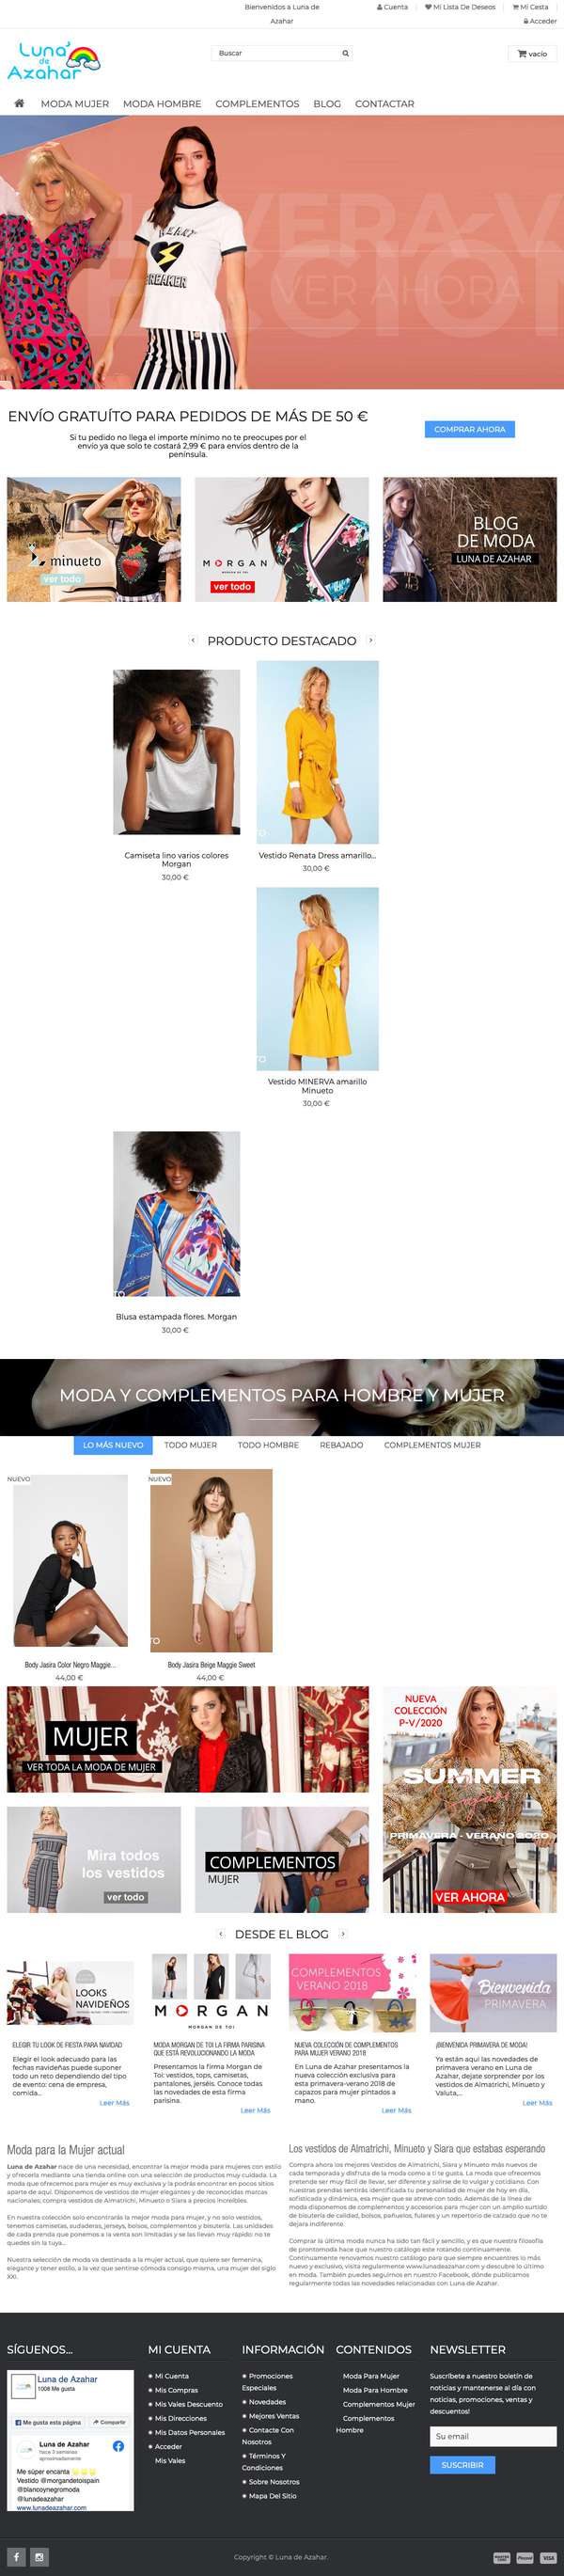 Bienvenidos a Luna de Azahar
Cuenta
Mi Lista De Deseos
Mi Cesta
Acceder
Luna de Azahar
Buscar
vacío
MODA MUJER
MODA HOMBRE
COMPLEMENTOS
BLOG
CONTACTAR
VER AHORA
ENVÍO GRATUÍTO PARA PEDIDOS DE MÁS DE 50 €
Si tu pedido no llega el importe mínimo no te preocupes por el
envío ya que solo te costará 2,99 € para envíos dentro de la
península.
COMPRAR AHORA
minueto
ver todo
MORGAN
ver todo
BLOG
DE MODA
LUNA DE AZAHAR
PRODUCTO DESTACADO
Camiseta lino varios colores
Morgan
30,00 €
Vestido Renata Dress amarillo...
30,00 €
Vestido MINERVA amarillo
Minueto
30,00 €
Blusa estampada flores. Morgan
30,00 €
MODA Y COMPLEMENTOS PARA HOMBRE Y MUJER
LO MÁS NUEVO
TODO MUJER
TODO HOMBRE
REBAJADO
COMPLEMENTOS MUJER
NUEVO
NUEVO
Body Jasira Color Negro Maggie...
44,00 €
Body Jasira Beige Maggie Sweet
44,00 €
MUJER
VER TODA LA MODA DE MUJER
NUEVA
COLECCIÓN
P-V/2020
SUMMER
PRIMAVERA - VERANO 2020
VER AHORA
Mira todos
los vestidos
ver todo
COMPLEMENTOS
MUJER
DESDE EL BLOG
LOOKS
NAVIDEÑOS
ELEGIR TU LOOK DE FIESTA PARA NAVIDAD
Elegir el look adecuado para las
fechas navideñas puede suponer
todo un reto dependiendo del tipo
de evento: cena de empresa,
comida...
Leer Más
MORGAN
MORGAN DE TOI
MODA MORGAN DE TOI LA FIRMA PARISINA
QUE ESTÁ REVOLUCIONANDO LA MODA
Presentamos la firma Morgan de
Toi: vestidos, tops, camisetas,
pantalones, jerséis. Conoce todas
las novedades de esta firma
parisina.
Leer Más
COMPLEMENTOS
VERANO 2018
NUEVA COLECCIÓN DE COMPLEMENTOS
PARA MUJER VERANO 2018
En Luna de Azahar presentamos la
nueva colección exclusiva para
esta primavera-verano 2018 de
capazos para mujer pintados a
mano.
Leer Más
Bienvenida
PRIMAVERA
¡BIENVENIDA PRIMAVERA DE MODA!
Ya están aquí las novedades de
primavera verano en Luna de
Azahar, dejate sorprender por los
vestidos de Almatrichi, Minueto y
Valuta,...
Leer Más
Moda para la Mujer actual
Luna de Azahar nace de una necesidad, encontrar la mejor moda para mujeres con estilo
y ofrecerla mediante una tienda online con una selección de productos muy cuidada. La
moda que ofrecemos para mujer es muy exclusiva y la podrás encontrar en pocos sitios
aparte de aquí. Disponemos de vestidos de mujer elegantes y de reconocidas marcas
nacionales; compra vestidos de Almatrichi, Minueto o Siara a precios increíbles.
En nuestra colección solo encontrarás la mejor moda para mujer, y no solo vestidos,
tenemos camisetas, sudaderas, jerseys, bolsos, complementos y bisutería. Las unidades
de cada prenda que ponemos a la venta son limitadas y se las llevan muy rápido: no te
quedes sin la tuya...
Nuestra selección de modas va destinada a la mujer actual, que quiere ser femenina,
elegante y tener estilo, a la vez que sentirse cómoda consigo misma, una mujer del siglo
XXI.
Los vestidos de Almatrichi, Minueto y Siara que estabas esperando
Compra ahora los mejores Vestidos de Almatrichi, Siara y Minueto más nuevos de
cada temporada y disfruta de la moda como a ti te gusta. La moda que ofrecemos
pretende ser muy fácil de llevar, ser diferente y salirse de lo vulgar y cotidiano. Con
nuestras prendas sentirás identificada tu personalidad de mujer de hoy en día,
sofisticada y dinámica, esa mujer que se atreve con todo. Además de la línea de
moda disponemos de complementos y accesorios para mujer con un amplio surtido
de bisutería de calidad, bolsos, pañuelos, fulares y un repertorio de calzado que no te
dejará indiferente.
Comprar la última moda nunca ha sido tan fácil y sencillo, y es que nuestra filosofía
de prontomoda hace que nuestro catálogo este rotando continuamente.
Continuamente renovamos nuestro catálogo para que siempre encuentres lo más
nuevo y exclusivo, visita regularmente www.lunadeazahar.com y descubre lo último
en moda. También puedes seguirnos en nuestro Facebook, dónde publicamos
regularmente todas las novedades relacionadas con Luna de Azahar.
SÍGUENOS...
Luna de Azahar
1008 Me gusta
Me gusta esta página
Compartir
Luna de Azahar
hace 3 semanas
aproximadamente
Me súper encanta
Vestido @morgandetoispain
@blancoynegromoda
@lunadeazahar
www.lunadeazahar.com
MI CUENTA
Mi Cuenta
Mis Compras
Mis Vales Descuento
Mis Direcciones
Mis Datos Personales
Acceder
Mis Vales
INFORMACIÓN
Promociones
Especiales
Novedades
Mejores Ventas
Contacte Con
Nosotros
Términos Y
Condiciones
Sobre Nosotros
Mapa Del Sitio
CONTENIDOS
Moda Para Mujer
Moda Para Hombre
Complementos Mujer
Complementos
Hombre
NEWSLETTER
Suscríbete a nuestro boletín de
noticias y mantenerse al día con
noticias, promociones, ventas y
descuentos!
Su email
SUSCRIBIR
Copyright © Luna de Azahar.
VISA